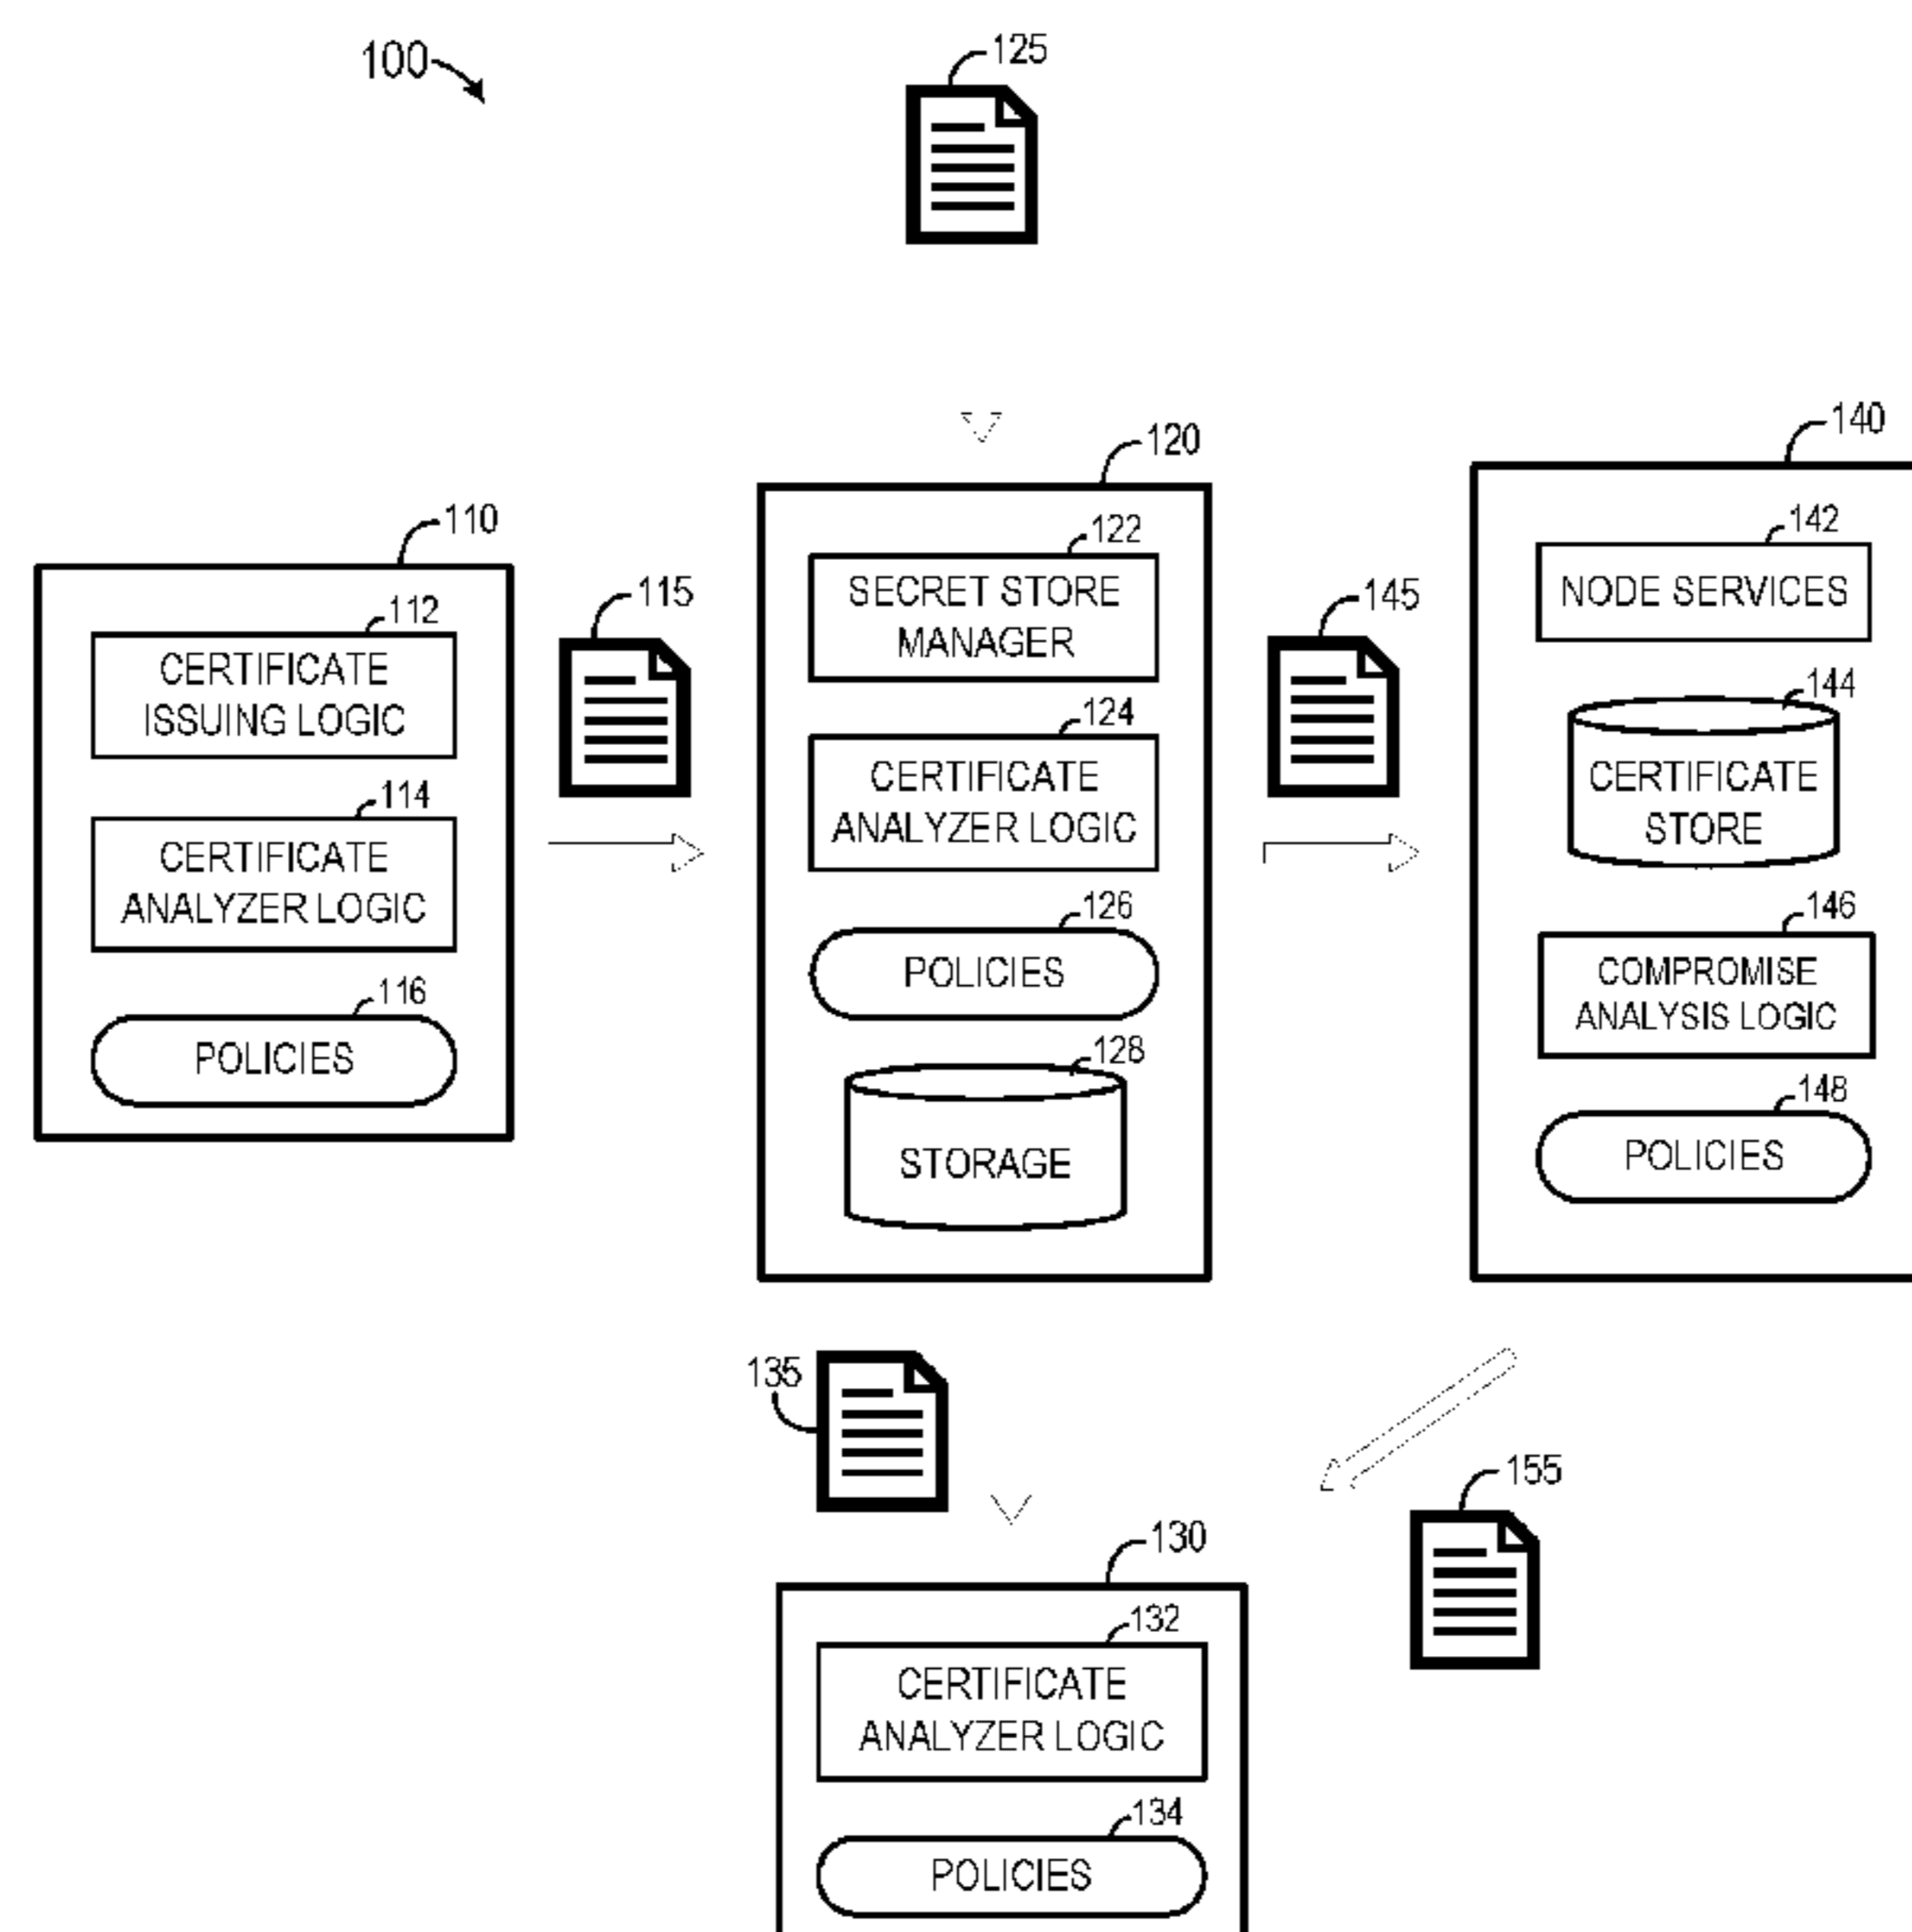 100
125
110
112
CERTIFICATE
ISSUING LOGIC
114
CERTIFICATE
ANALYZER LOGIC
116
POLICIES
115
120
122
SECRET STORE
MANAGER
124
CERTIFICATE
ANALYZER LOGIC
126
POLICIES
128
STORAGE
145
140
142
NODE SERVICES
144
CERTIFICATE
STORE
146
COMPROMISE
ANALYSIS LOGIC
148
POLICIES
135
155
130
132
CERTIFICATE
ANALYZER LOGIC
134
POLICIES